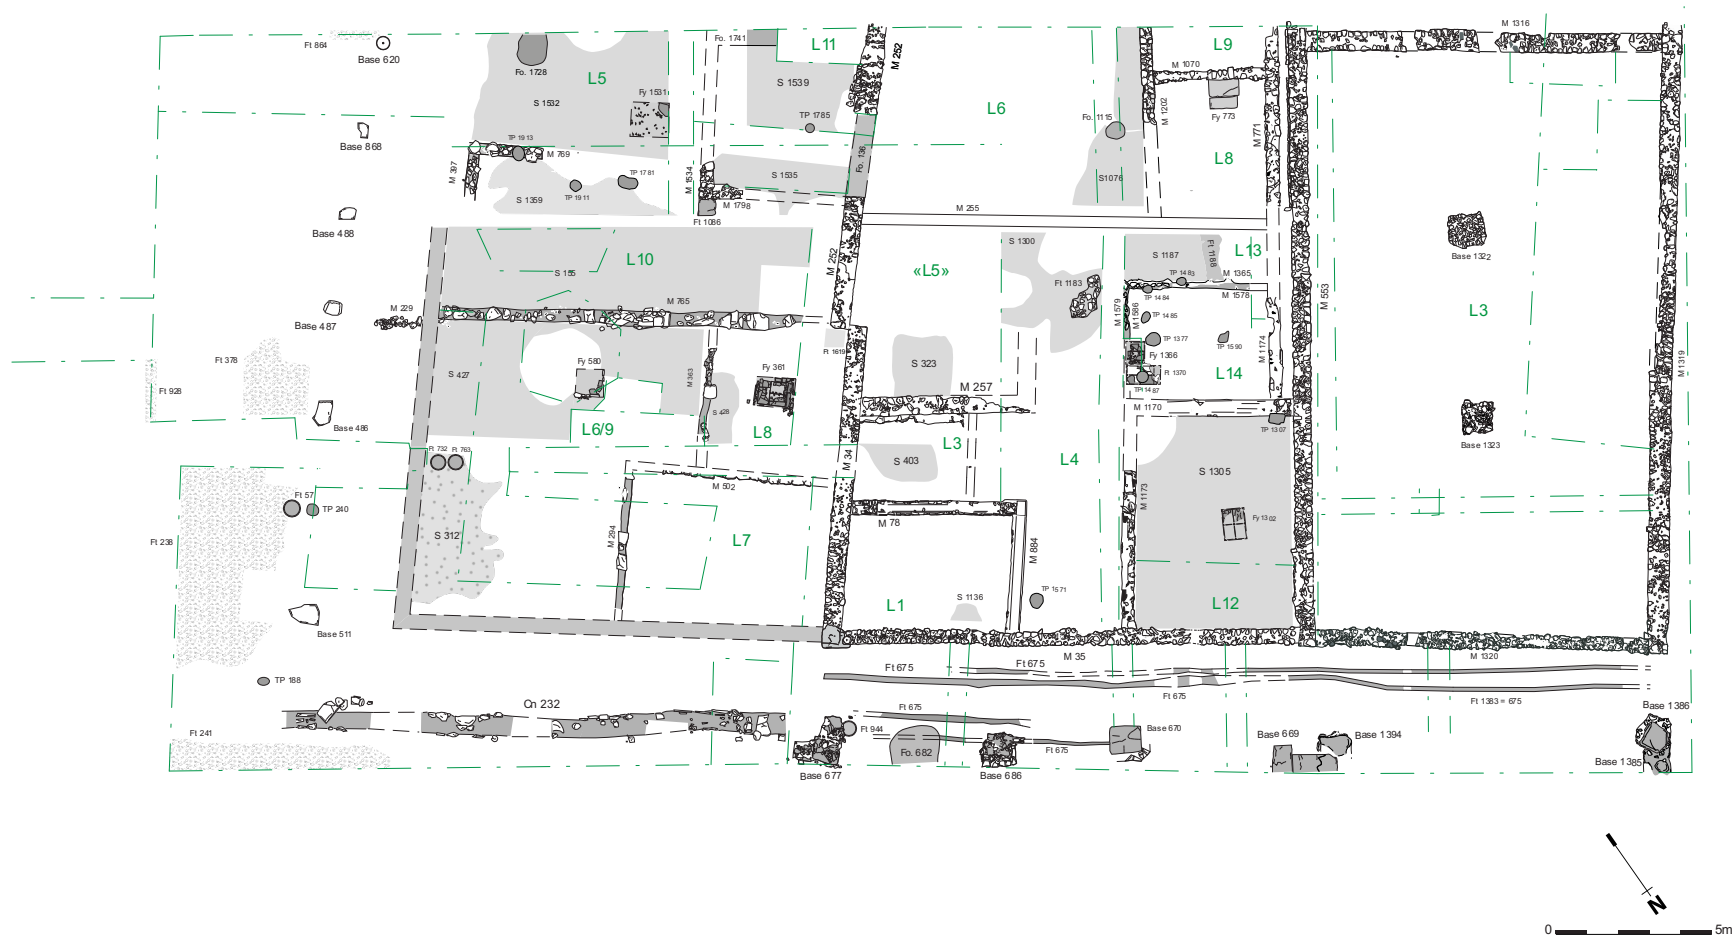 M 1316
Ft 864
Base 620
Fo. 1741
L11
M 252
L9
Fo. 1728
L5
S 1532
Fy 1531
S 1539
TP 1785
L6
M 1070
M 1202
Fy 773
M 771
Fo. 1115
L8
Base 868
TP 1913
M 769
M 397
TP 1781
TP 1911
S 1359
M 1534
S 1535
Fo. 136
M 1798
Ft 1086
S1076
M 255
Base 488
Base 1322
L10
S 155
M 252
«L5»
S 1300
S 1187
Ft 1188
L13
TP 1483
M 1365
Ft 1183
TP 1484
M 1578
M 1579
M 1586
TP 1485
M 553
L3
M 765
M 229
Base 487
Ft 1619
TP 1377
TP 1590
M 1174
Fy 1366
M 1319
Ft 378
Ft 928
S 427
Fy 580
M 363
Fy 361
S 323
M 257
L14
TP 1487
M 1170
TP 1307
Base 486
L6/9
S 428
L8
L3
L4
Base 1323
M 34
S 403
S 1305
M 502
M 1173
Ft 57
TP 240
S 312
M 294
L7
M 78
M 884
Fy 1302
Ft 238
TP 1571
L1
S 1136
L12
Base 511
M 35
M 1320
Ft 675
Ft 675
TP 188
Ft 675
Ft 1383 = 675
Cn 232
Ft 675
Base 1386
Ft 241
Ft 944
Fo. 682
Ft 675
Base 670
Base 669
Base 1394
Base 677
Base 686
Base 1385
N
0
5m